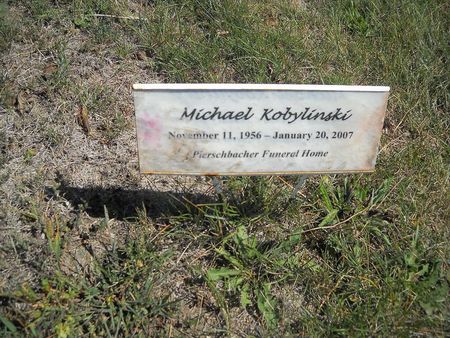 Michael Kobylinski
November 11, 1956 – January 20, 2007
Pierschbacher Funeral Home